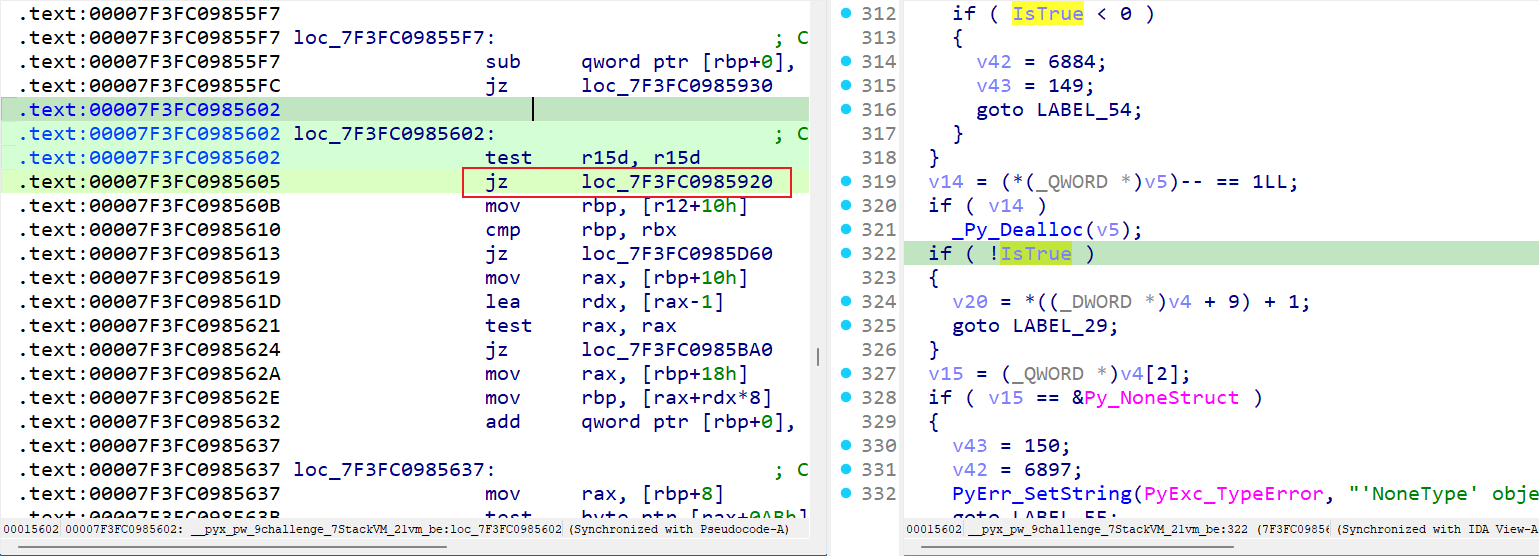 .text:00007F3FC09855F7
.text:00007F3FC09855F7 loc_7F3FC09855F7: ; C
.text:00007F3FC09855F7 sub qword ptr [rbp+0],
.text:00007F3FC09855FC jz loc_7F3FC0985930
.text:00007F3FC0985602
.text:00007F3FC0985602 loc_7F3FC0985602: ; C
.text:00007F3FC0985602 test r15d, r15d
.text:00007F3FC0985605 jz loc_7F3FC0985920
.text:00007F3FC098560B mov rbp, [r12+10h]
.text:00007F3FC0985610 cmp rbp, rbx
.text:00007F3FC0985613 jz loc_7F3FC0985D60
.text:00007F3FC0985619 mov rax, [rbp+10h]
.text:00007F3FC098561D lea rdx, [rax-1]
.text:00007F3FC0985621 test rax, rax
.text:00007F3FC0985624 jz loc_7F3FC0985BA0
.text:00007F3FC098562A mov rax, [rbp+18h]
.text:00007F3FC098562E mov rbp, [rax+rdx*8]
.text:00007F3FC0985632 add qword ptr [rbp+0],
.text:00007F3FC0985637
.text:00007F3FC0985637 loc_7F3FC0985637: ; C
.text:00007F3FC0985637 mov rax, [rbp+8]
.text:00007F3FC098563B test byte ptr [rax+0ABh]
00015602 00007F3FC0985602: __pyx_pw_9challenge_7StackVM_21vm_be:loc_7F3FC0985602 (Synchronized with Pseudocode-A)
312 if ( IsTrue < 0 )
313 {
314 v42 = 6884;
315 v43 = 149;
316 goto LABEL_54;
317 }
318 }
319 v14 = (*(_QWORD *)v5)-- == 1LL;
320 if ( v14 )
321 _Py_Dealloc(v5);
322 if ( !IsTrue )
323 {
324 v20 = *((_DWORD *)v4 + 9) + 1;
325 goto LABEL_29;
326 }
327 v15 = (_QWORD *)v4[2];
328 if ( v15 == &Py_NoneStruct )
329 {
330 v43 = 150;
331 v42 = 6897;
332 PyErr_SetString(PyExc_TypeError, "'NoneType' obje
goto LABEL_55;
00015602 __pyx_pw_9challenge_7StackVM_21vm_be:322 (7F3FC09856 (Synchronized with IDA View-A